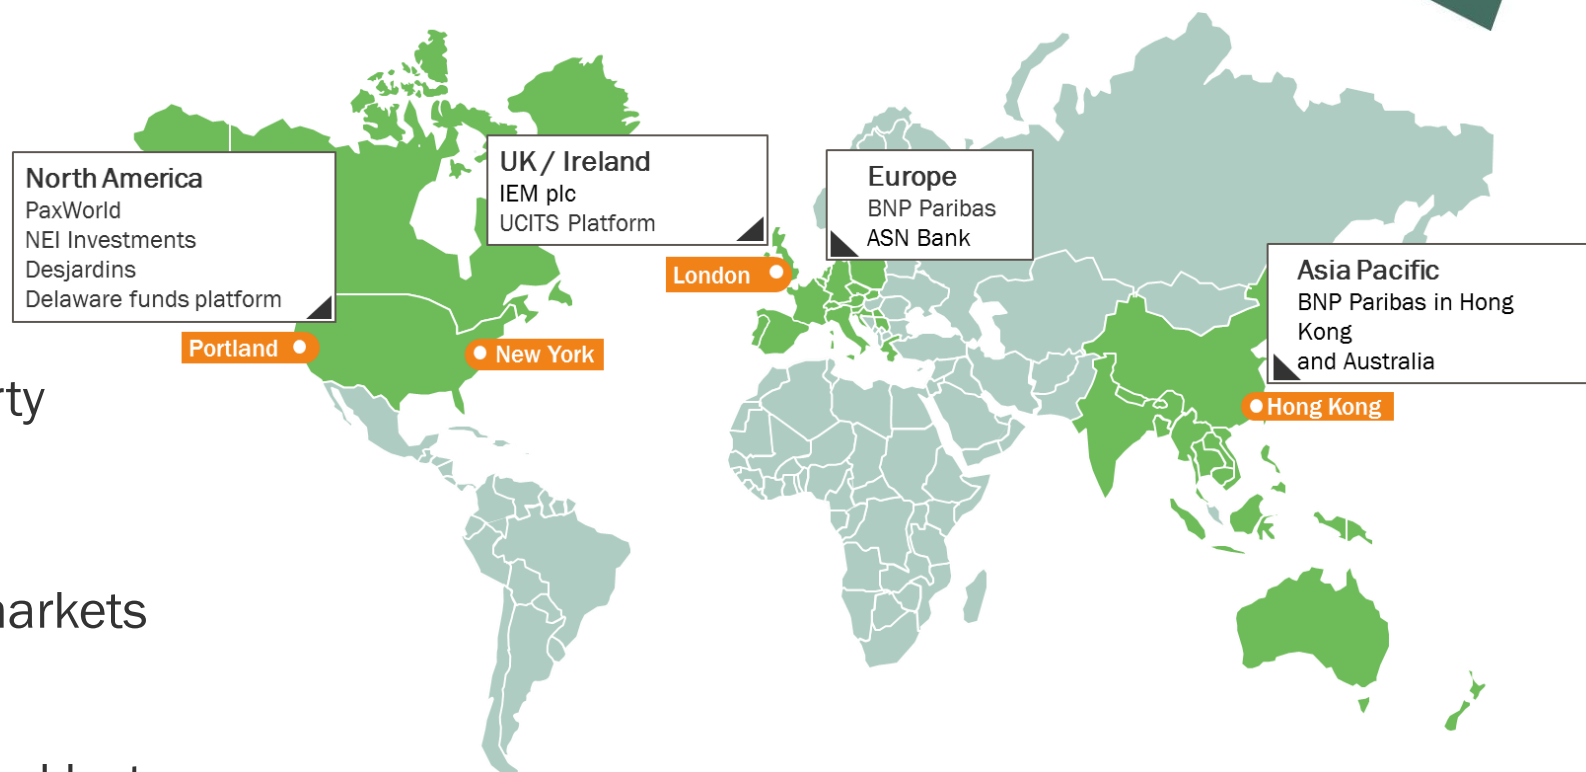 North America
PaxWorld
NEI Investments
Desjardins
Delaware funds platform
UK / Ireland
IEM plc
UCITS Platform
Europe
BNP Paribas
ASN Bank
Asia Pacific
BNP Paribas in Hong
Kong
and Australia
London
Portland
New York
Hong Kong
rty
arkets